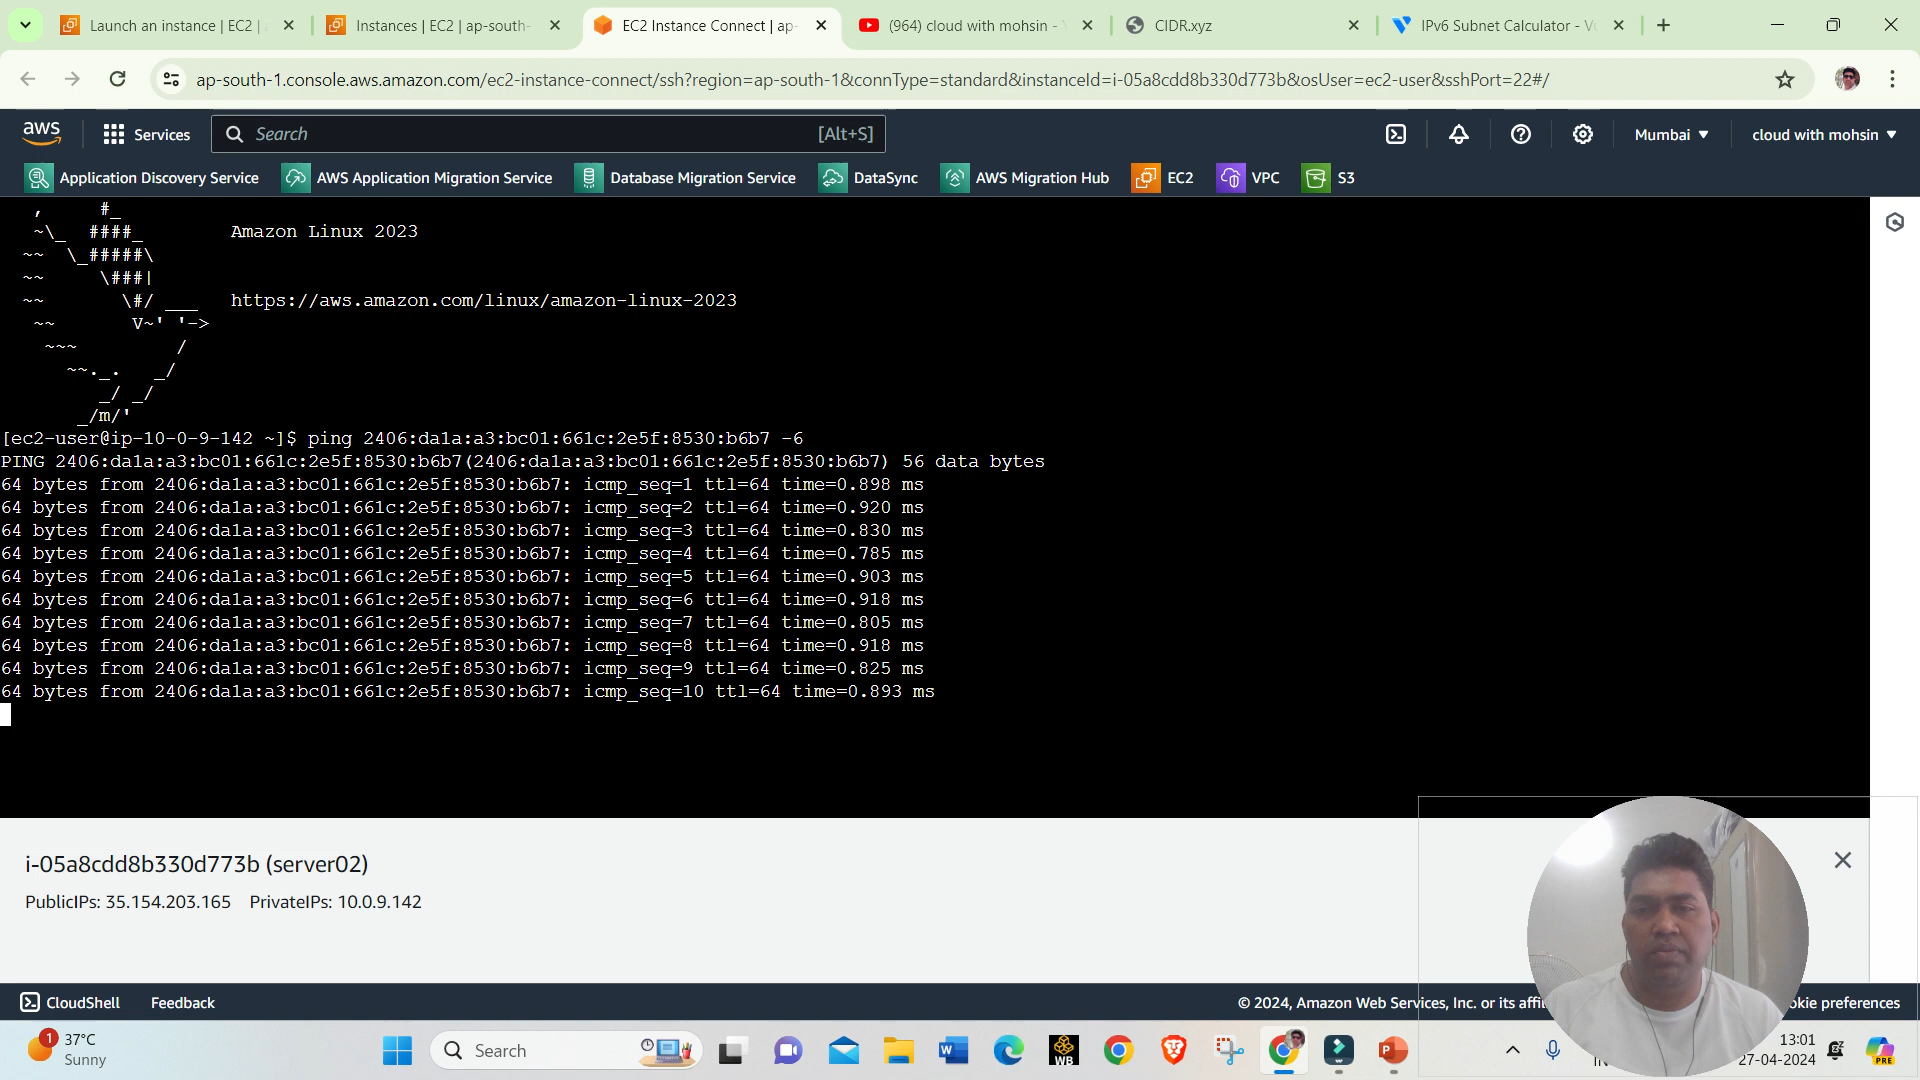 Launch an instance | EC2 |
Instances | EC2 | ap-south-
EC2 Instance Connect | ap-
(964) cloud with mohsin -
CIDR.xyz
IPv6 Subnet Calculator - Vu
ap-south-1.console.aws.amazon.com/ec2-instance-connect/ssh?region=ap-south-1&connType=standard&instanceId=i-05a8cdd8b330d773b&osUser=ec2-user&sshPort=22#/
aws
Services
Search
[Alt+S]
Mumbai
cloud with mohsin
Application Discovery Service
AWS Application Migration Service
Database Migration Service
DataSync
AWS Migration Hub
EC2
VPC
S3
   ,     #_
   ~\_  ####_        Amazon Linux 2023
  ~~  \_#####\
  ~~     \###|
  ~~       \#/ ___   https://aws.amazon.com/linux/amazon-linux-2023
   ~~       V~' '->
    ~~~         /
      ~~._.   _/
         _/ _/
       _/m/'
[ec2-user@ip-10-0-9-142 ~]$ ping 2406:da1a:a3:bc01:661c:2e5f:8530:b6b7 -6
PING 2406:da1a:a3:bc01:661c:2e5f:8530:b6b7(2406:da1a:a3:bc01:661c:2e5f:8530:b6b7) 56 data bytes
64 bytes from 2406:da1a:a3:bc01:661c:2e5f:8530:b6b7: icmp_seq=1 ttl=64 time=0.898 ms
64 bytes from 2406:da1a:a3:bc01:661c:2e5f:8530:b6b7: icmp_seq=2 ttl=64 time=0.920 ms
64 bytes from 2406:da1a:a3:bc01:661c:2e5f:8530:b6b7: icmp_seq=3 ttl=64 time=0.830 ms
64 bytes from 2406:da1a:a3:bc01:661c:2e5f:8530:b6b7: icmp_seq=4 ttl=64 time=0.785 ms
64 bytes from 2406:da1a:a3:bc01:661c:2e5f:8530:b6b7: icmp_seq=5 ttl=64 time=0.903 ms
64 bytes from 2406:da1a:a3:bc01:661c:2e5f:8530:b6b7: icmp_seq=6 ttl=64 time=0.918 ms
64 bytes from 2406:da1a:a3:bc01:661c:2e5f:8530:b6b7: icmp_seq=7 ttl=64 time=0.805 ms
64 bytes from 2406:da1a:a3:bc01:661c:2e5f:8530:b6b7: icmp_seq=8 ttl=64 time=0.918 ms
64 bytes from 2406:da1a:a3:bc01:661c:2e5f:8530:b6b7: icmp_seq=9 ttl=64 time=0.825 ms
64 bytes from 2406:da1a:a3:bc01:661c:2e5f:8530:b6b7: icmp_seq=10 ttl=64 time=0.893 ms
i-05a8cdd8b330d773b (server02)
PublicIPs: 35.154.203.165 PrivateIPs: 10.0.9.142
CloudShell
Feedback
© 2024, Amazon Web Services, Inc. or its
preferences
1
37°C
Sunny
Search
WB
13:01
27-04-2024
PRE